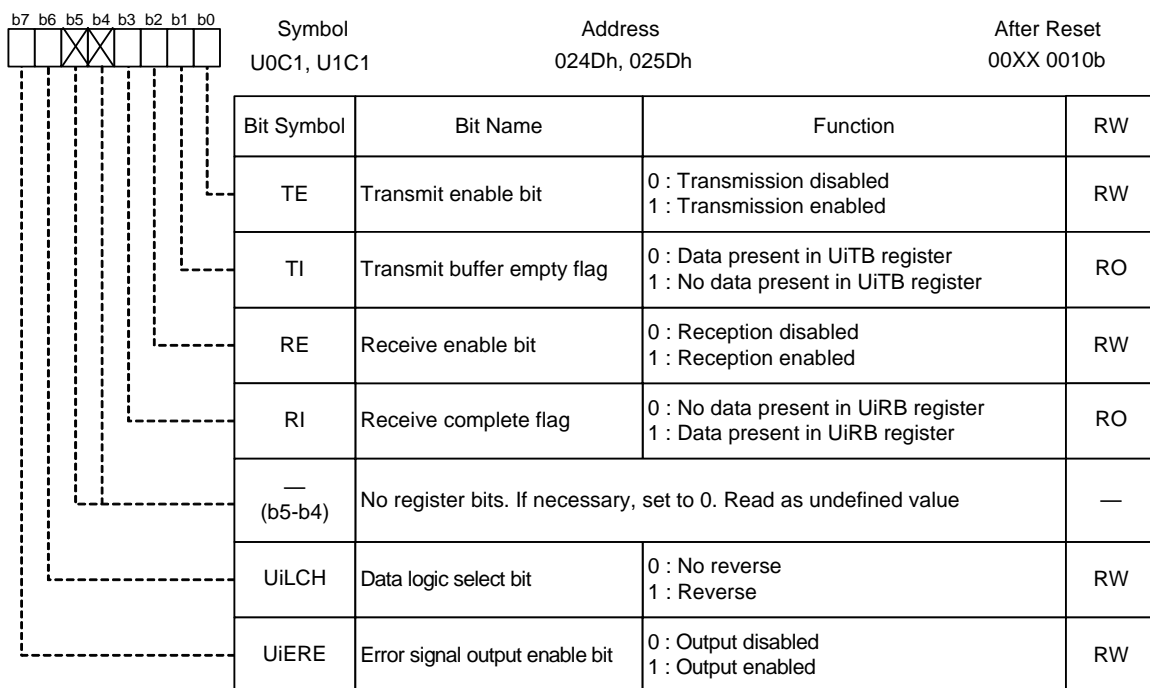 b7 b6 b5 b4 b3 b2 b1 b0
Symbol Address After Reset
U0C1, U1C1 024Dh, 025Dh 00XX 0010b
Bit Symbol Bit Name Function RW
TE Transmit enable bit 0 : Transmission disabled
1 : Transmission enabled RW
TI Transmit buffer empty flag 0 : Data present in UiTB register
1 : No data present in UiTB register RO
RE Receive enable bit 0 : Reception disabled
1 : Reception enabled RW
RI Receive complete flag 0 : No data present in UiRB register
1 : Data present in UiRB register RO
—
(b5-b4) No register bits. If necessary, set to 0. Read as undefined value —
UiLCH Data logic select bit 0 : No reverse
1 : Reverse RW
UiERE Error signal output enable bit 0 : Output disabled
1 : Output enabled RW